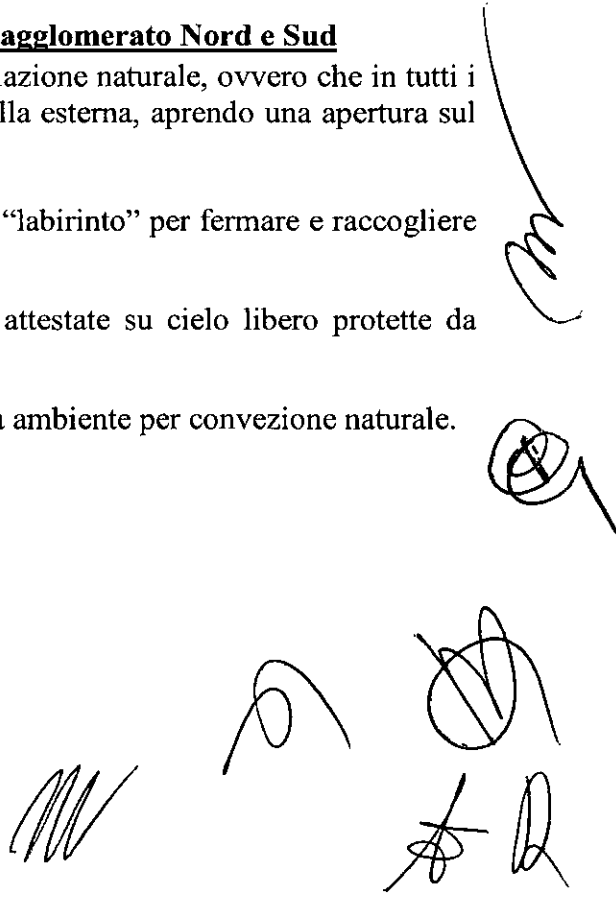 agglomerato Nord e Sud
azione naturale, ovvero che in tutti i
lla esterna, aprendo una apertura sul
“labirinto” per fermare e raccogliere
attestate su cielo libero protette da
ambiente per convezione naturale.